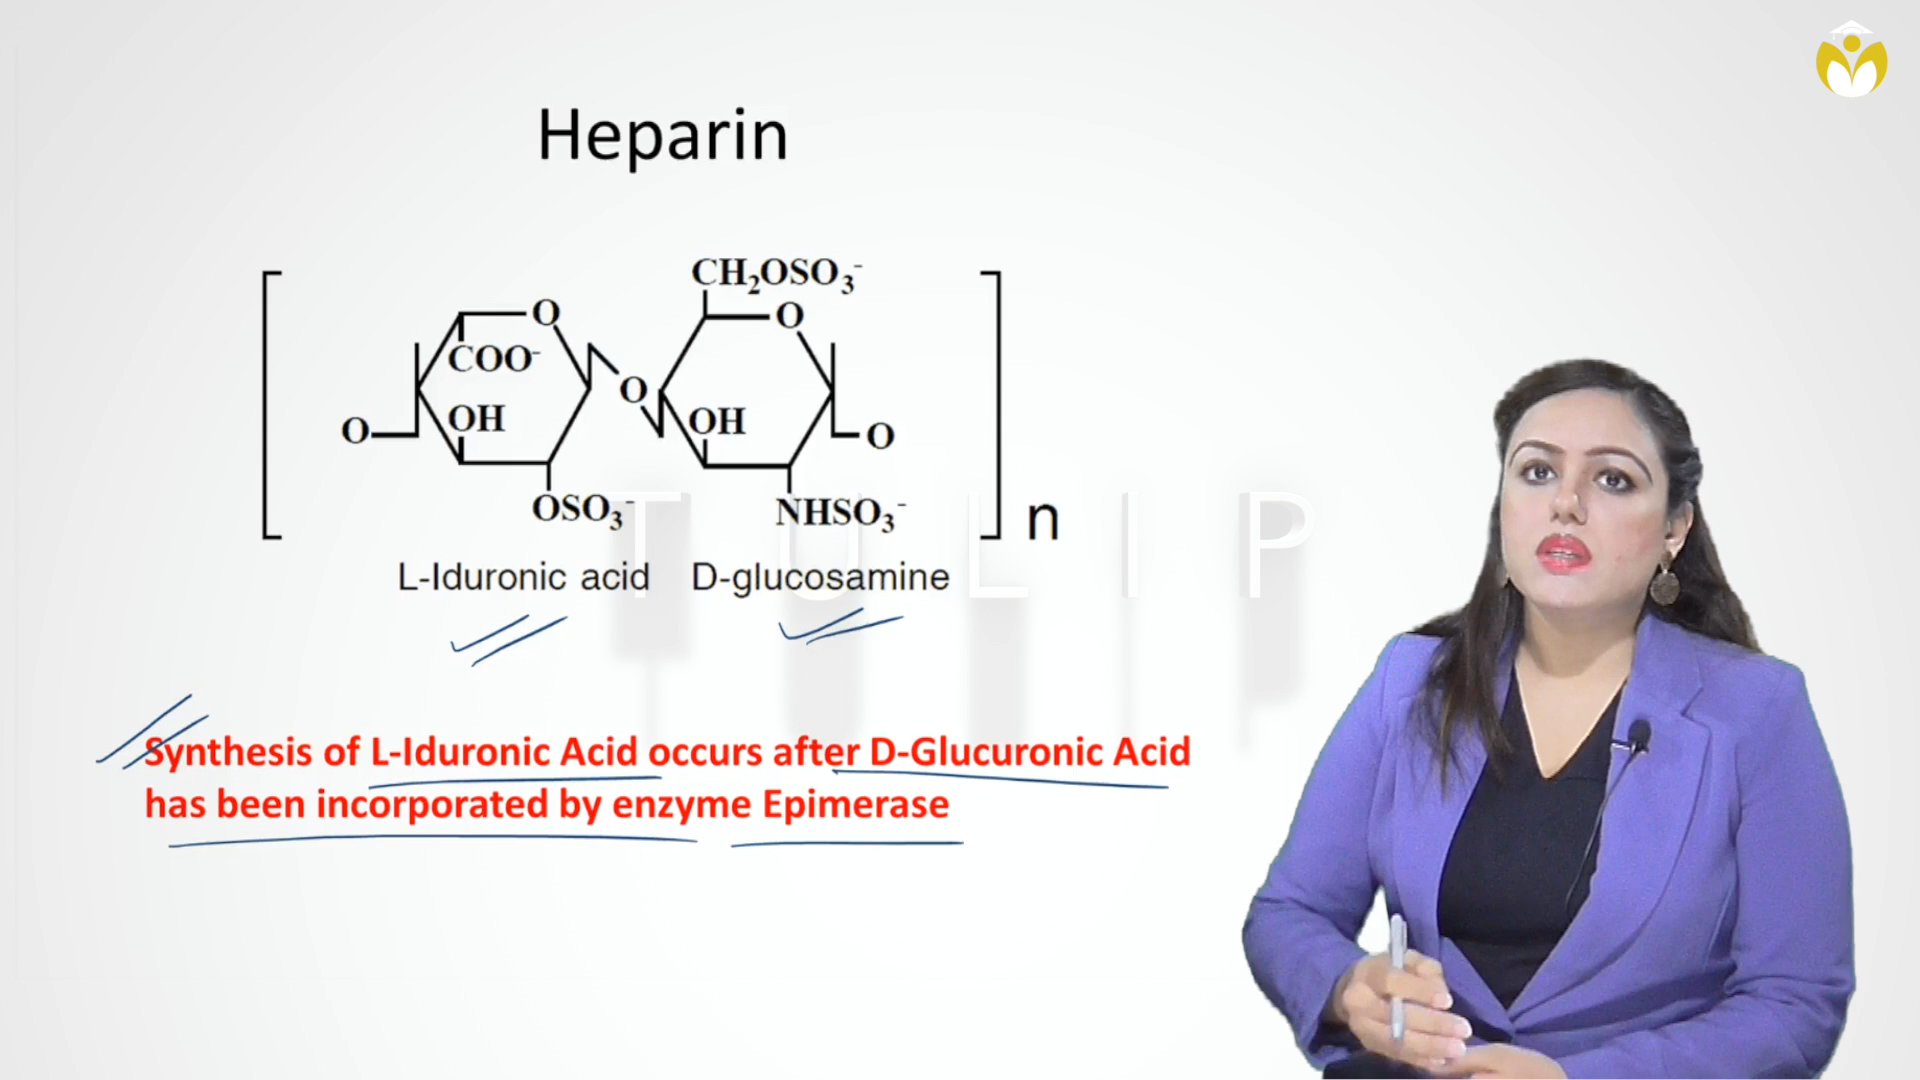 Heparin
CH₂OSO₃⁻
O O
COO⁻
O
OH OH
O O
OSO₃⁻ NHSO₃⁻
n
L-Iduronic acid D-glucosamine
TULIP
Synthesis of L-Iduronic Acid occurs after D-Glucuronic Acid
has been incorporated by enzyme Epimerase